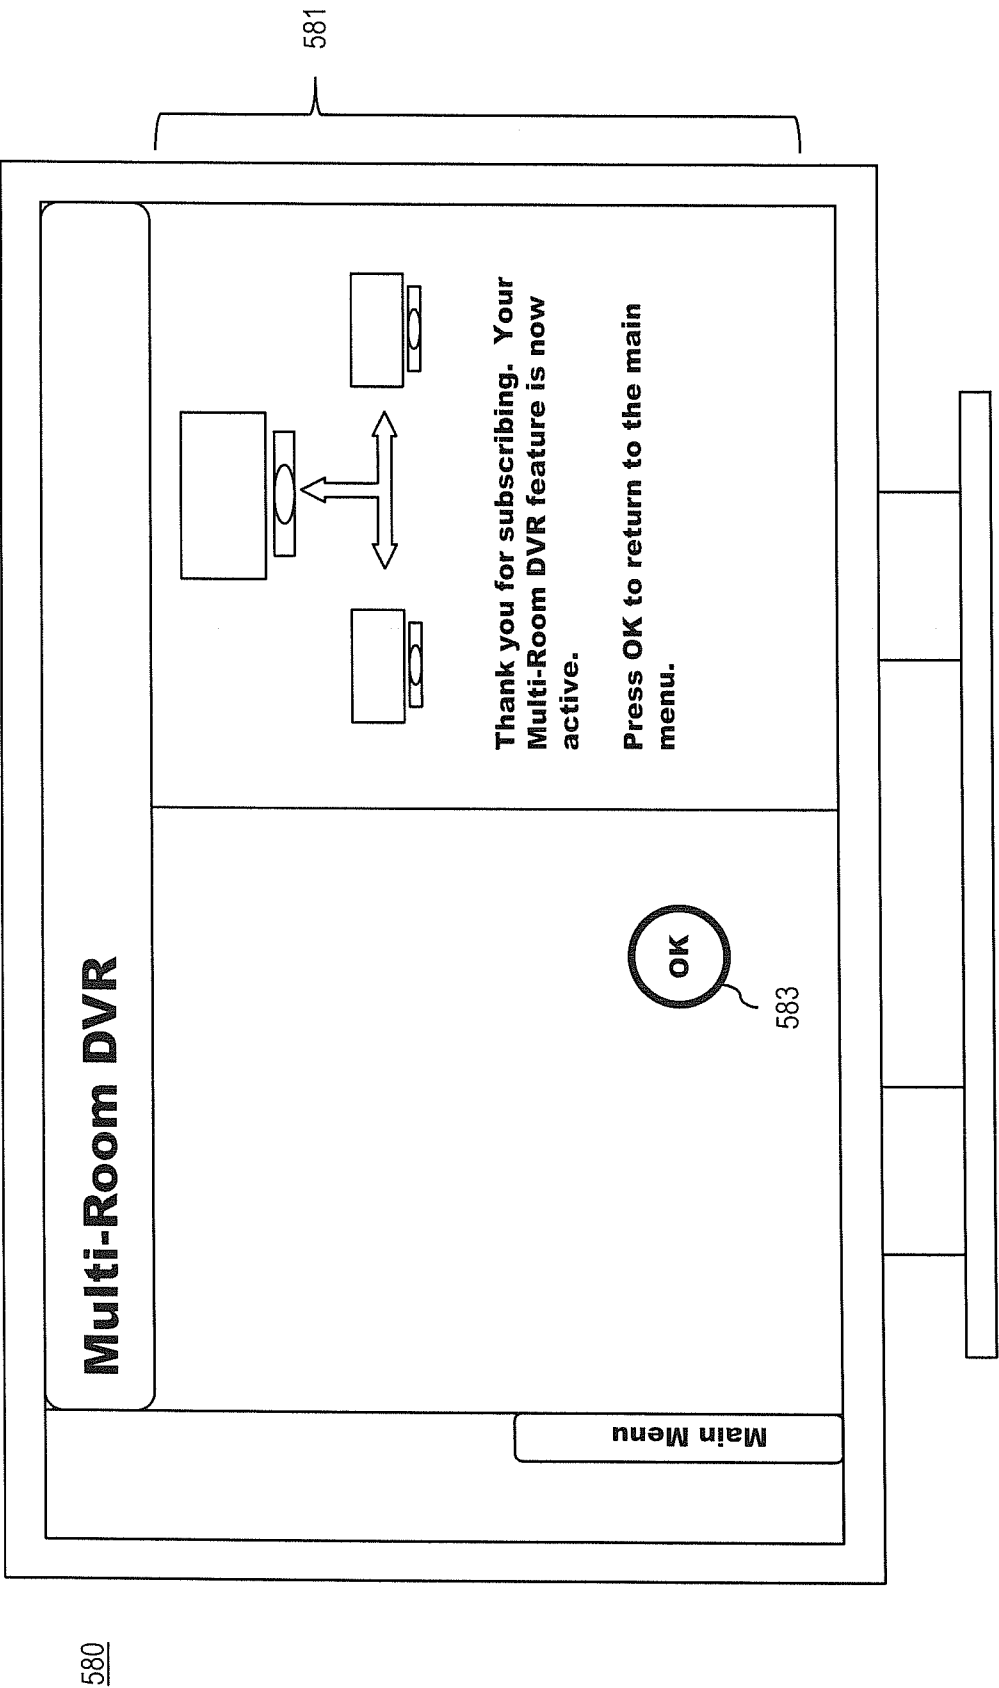 580
Multi-Room DVR
Main Menu
OK
583
Thank you for subscribing. Your
Multi-Room DVR feature is now
active.
Press OK to return to the main
menu.
581